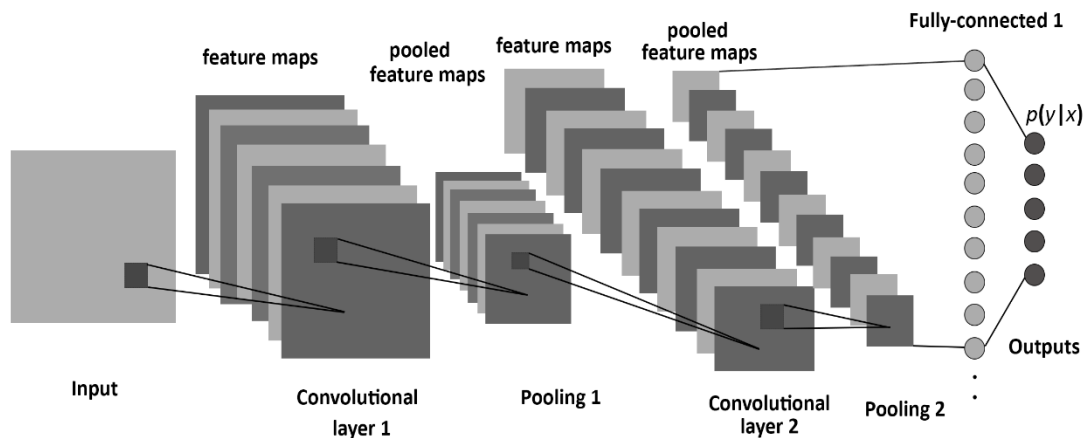 Fully-connected 1
feature maps
pooled
feature maps
feature maps
pooled
feature maps
p(y|x)
Outputs
Input
Convolutional
layer 1
Pooling 1
Convolutional
layer 2
Pooling 2